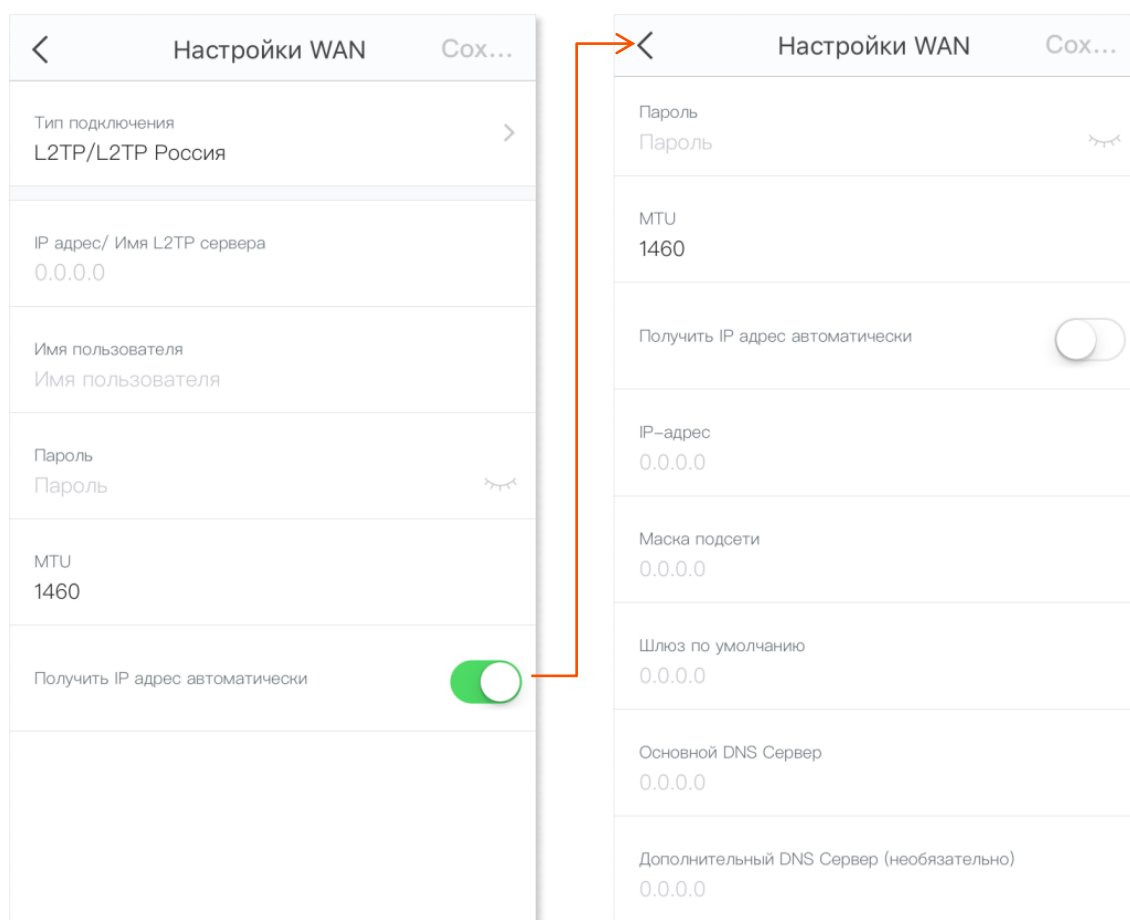 Настройки WAN
Сох...
Тип подключения
L2TP/L2TP Россия
IP адрес/ Имя L2TP сервера
0.0.0.0
Имя пользователя
Имя пользователя
Пароль
Пароль
MTU
1460
Получить IP адрес автоматически
Настройки WAN
Сох...
Пароль
Пароль
MTU
1460
Получить IP адрес автоматически
IP-адрес
0.0.0.0
Маска подсети
0.0.0.0
Шлюз по умолчанию
0.0.0.0
Основной DNS Сервер
0.0.0.0
Дополнительный DNS Сервер (необязательно)
0.0.0.0